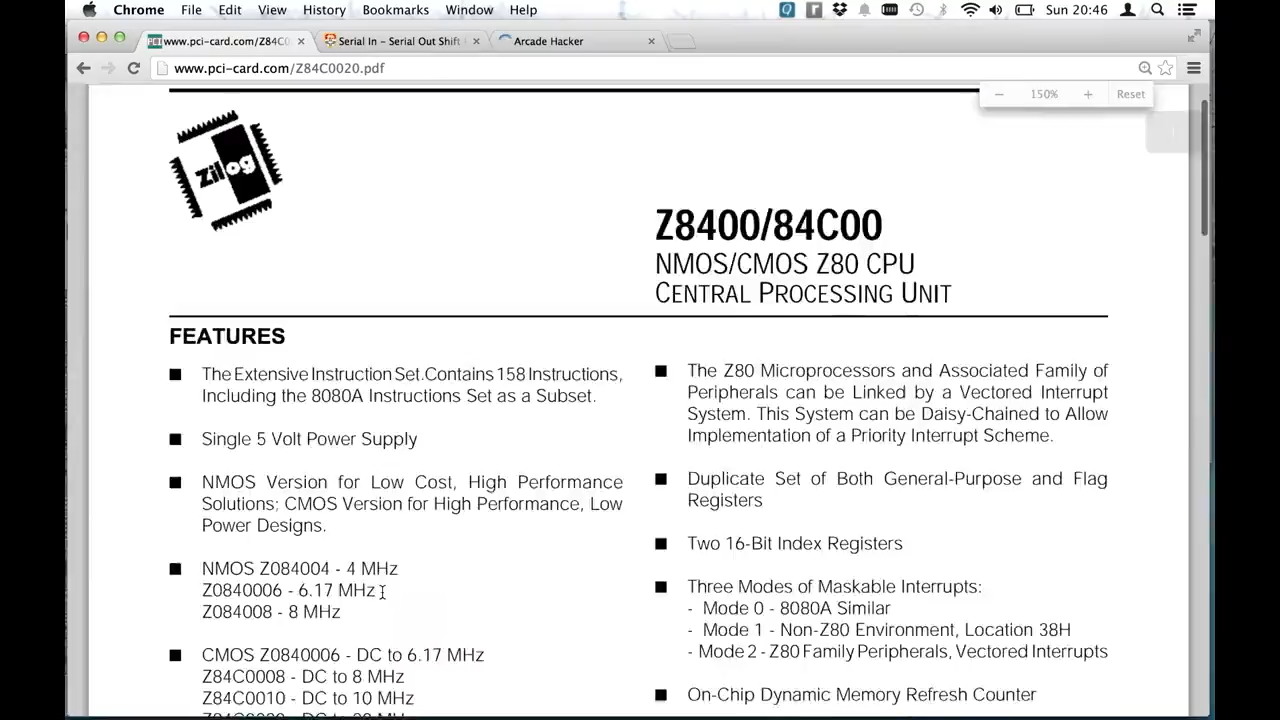 Chrome File Edit View History Bookmarks Window Help Sun 20:46
www.pci-card.com/Z84C0 Serial In - Serial Out Shift Arcade Hacker
www.pci-card.com/Z84C0020.pdf
150% Reset
Zilog
Z8400/84C00
NMOS/CMOS Z80 CPU
CENTRAL PROCESSING UNIT
FEATURES
The Extensive Instruction Set.Contains 158 Instructions,
Including the 8080A Instructions Set as a Subset.
Single 5 Volt Power Supply
NMOS Version for Low Cost, High Performance
Solutions; CMOS Version for High Performance, Low
Power Designs.
NMOS Z084004 - 4 MHz
Z0840006 - 6.17 MHz
Z084008 - 8 MHz
CMOS Z0840006 - DC to 6.17 MHz
Z84C0008 - DC to 8 MHz
Z84C0010 - DC to 10 MHz
The Z80 Microprocessors and Associated Family of
Peripherals can be Linked by a Vectored Interrupt
System. This System can be Daisy-Chained to Allow
Implementation of a Priority Interrupt Scheme.
Duplicate Set of Both General-Purpose and Flag
Registers
Two 16-Bit Index Registers
Three Modes of Maskable Interrupts:
- Mode 0 - 8080A Similar
- Mode 1 - Non-Z80 Environment, Location 38H
- Mode 2 - Z80 Family Peripherals, Vectored Interrupts
On-Chip Dynamic Memory Refresh Counter